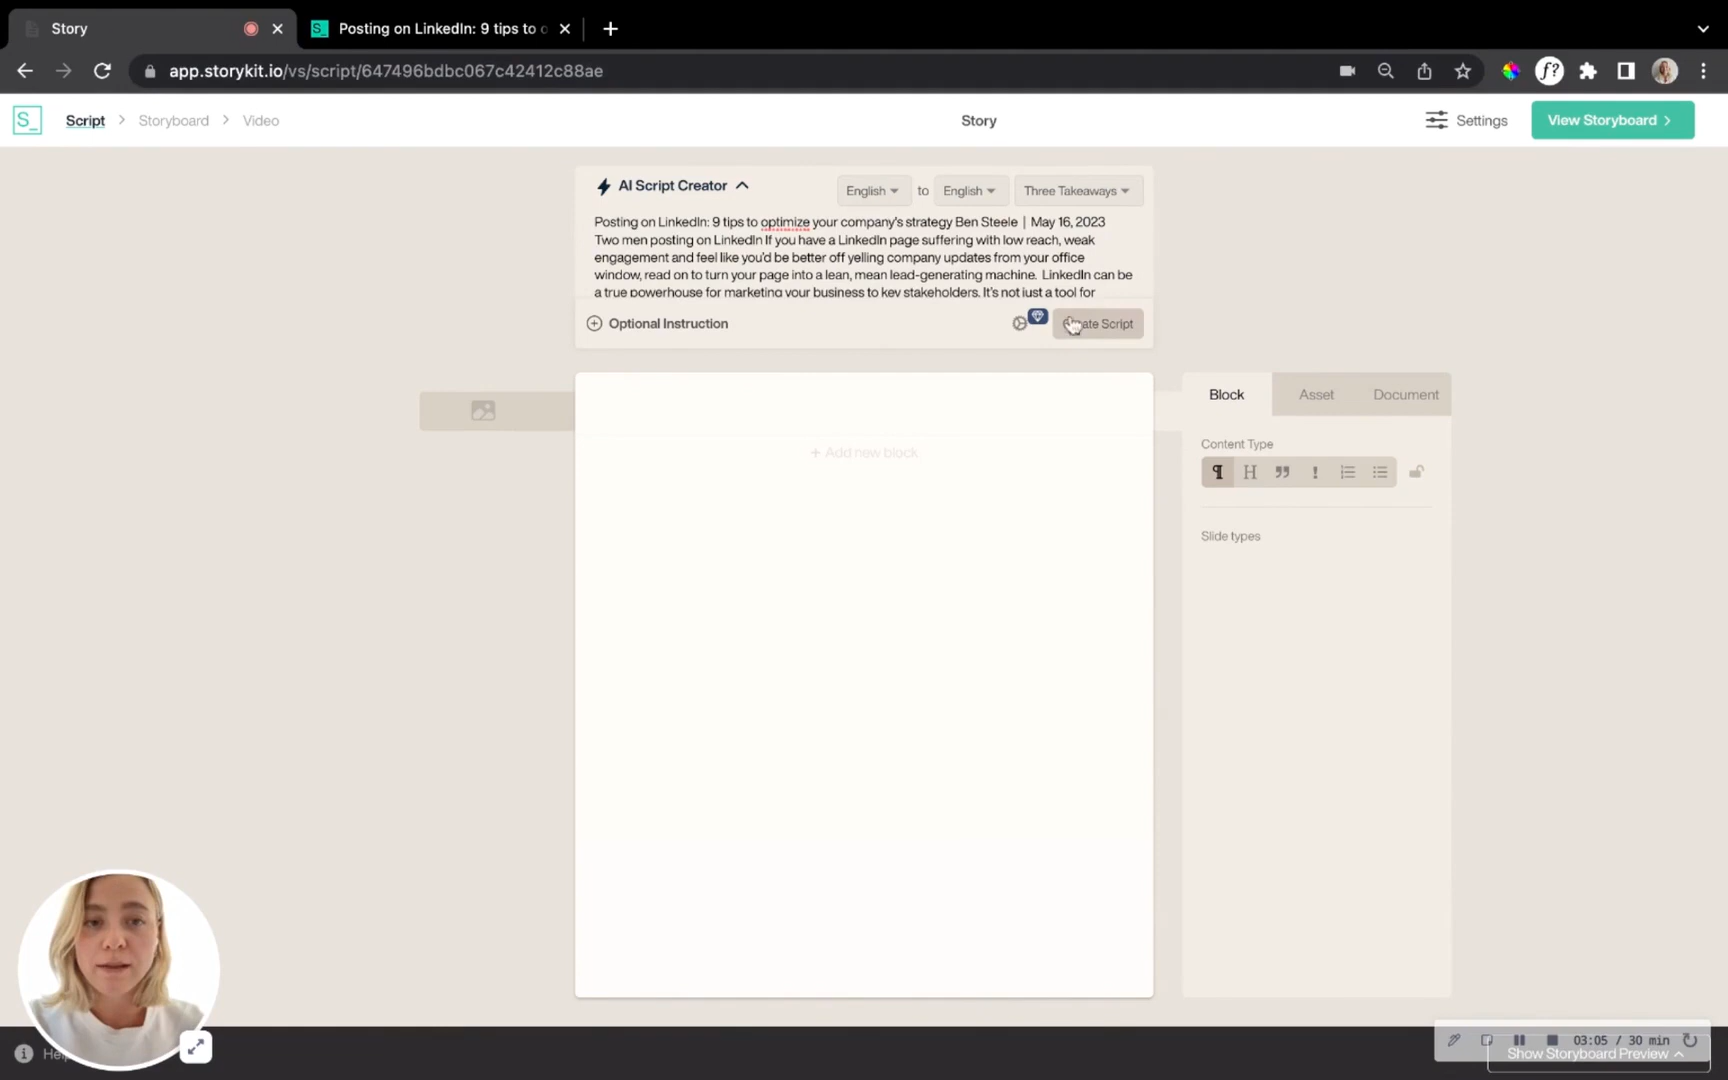 Story
Posting on LinkedIn: 9 tips to
app.storykit.io/vs/script/647496bdbc067c42412c88ae
S_
Script
Storyboard
Video
Story
Settings
View Storyboard
AI Script Creator
English
to
English
Three Takeaways
Posting on LinkedIn: 9 tips to optimize your company's strategy Ben Steele | May 16, 2023
Two men posting on LinkedIn If you have a LinkedIn page suffering with low reach, weak
engagement and feel like you'd be better off yelling company updates from your office
window, read on to turn your page into a lean, mean lead-generating machine. LinkedIn can be
a true powerhouse for marketing your business to key stakeholders. It's not just a tool for
Optional Instruction
Script
+ Add new block
Block
Asset
Document
Content Type
Slide types
03:05 / 30 min
Show Storyboard Preview